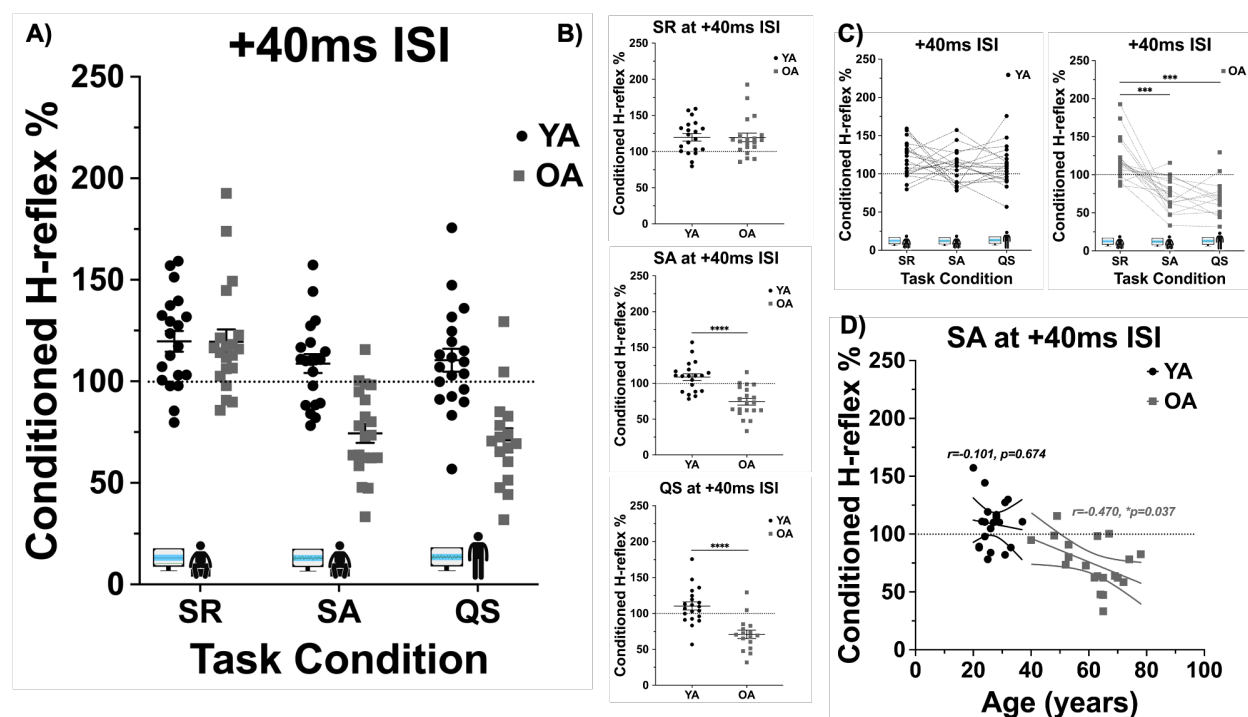 A)
+40ms ISI
Conditioned H-reflex %
250
200
150
100
50
0
YA
OA
SR
SA
QS
Task Condition
B)
SR at +40ms ISI
Conditioned H-reflex %
250
200
150
100
50
0
YA
OA
YA
OA
SA at +40ms ISI
Conditioned H-reflex %
250
200
150
100
50
0
YA
OA
****
YA
OA
QS at +40ms ISI
Conditioned H-reflex %
250
200
150
100
50
0
YA
OA
****
YA
OA
C)
+40ms ISI
Conditioned H-reflex %
250
200
150
100
50
0
YA
SR
SA
QS
Task Condition
+40ms ISI
Conditioned H-reflex %
250
200
150
100
50
0
OA
***
***
SR
SA
QS
Task Condition
D)
SA at +40ms ISI
Conditioned H-reflex %
250
200
150
100
50
0
YA
OA
r=-0.101, p=0.674
r=-0.470, *p=0.037
0
20
40
60
80
100
Age (years)